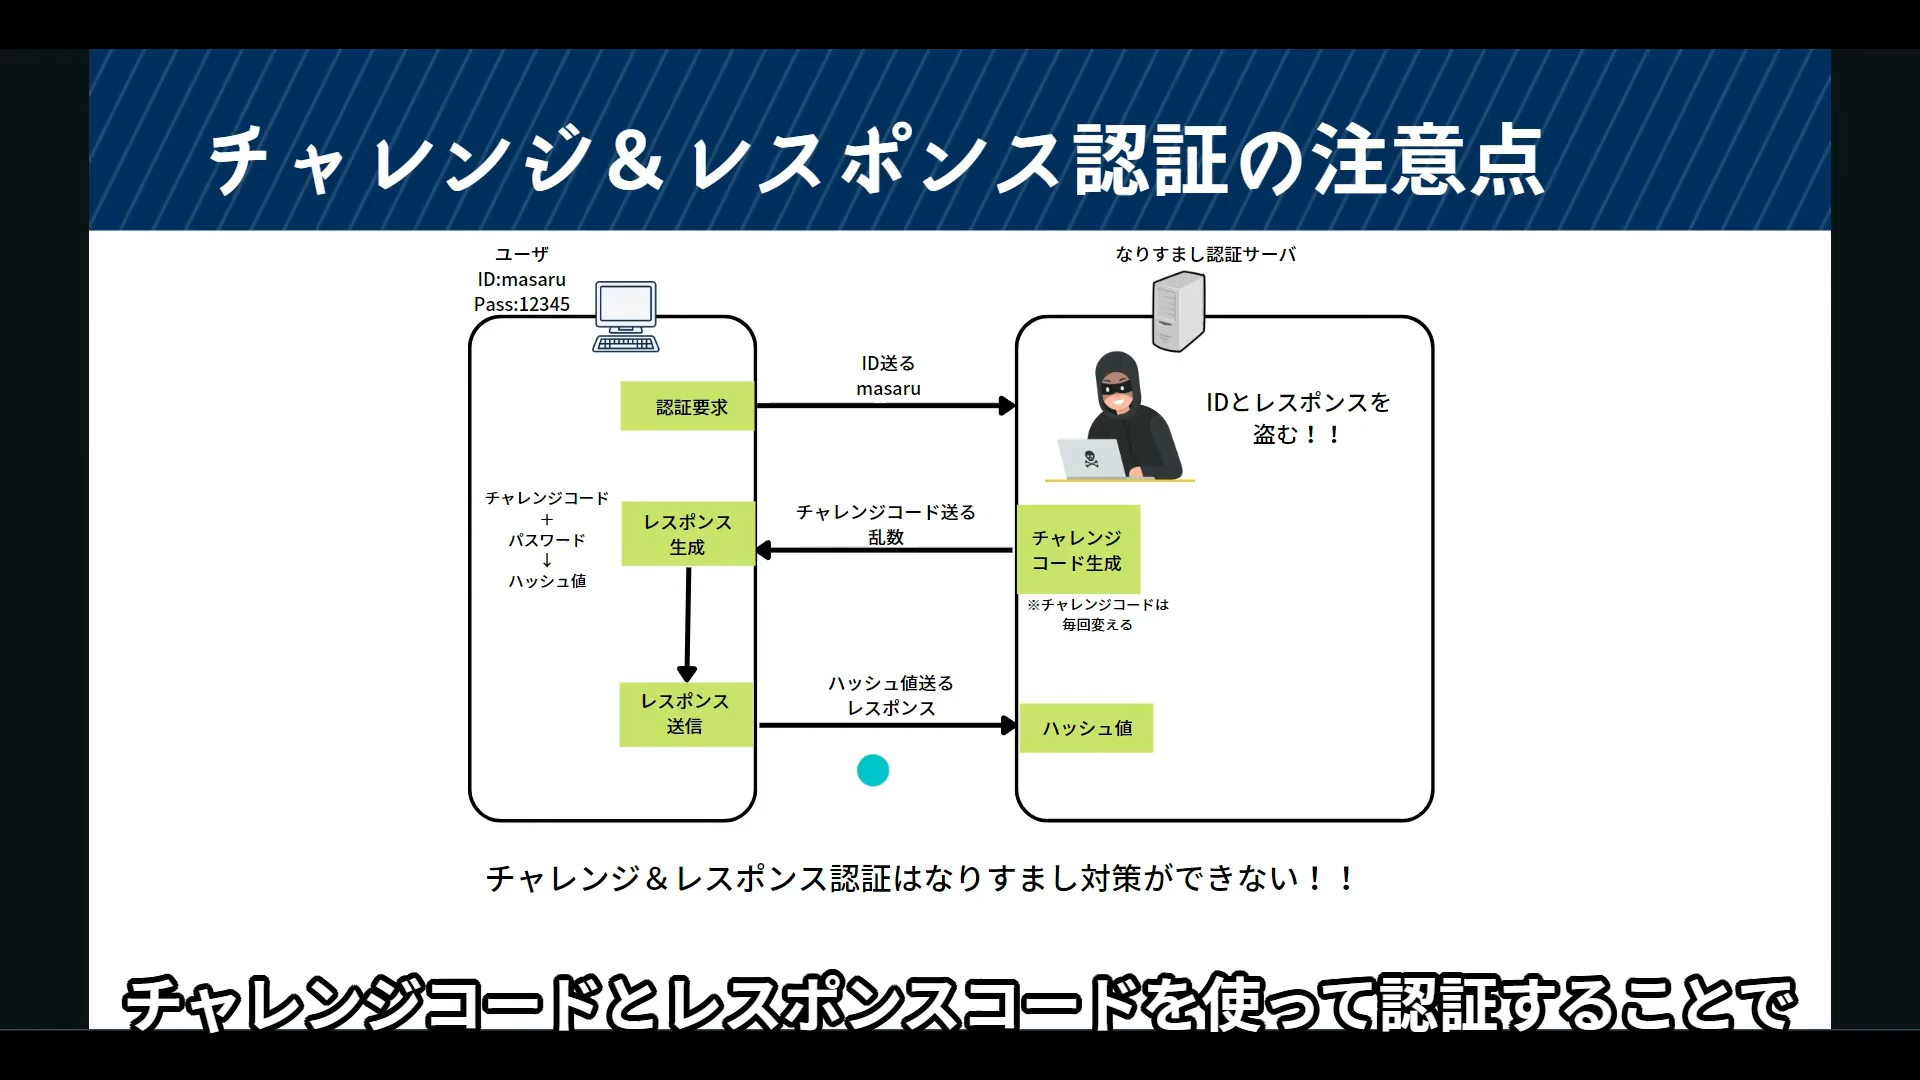 チャレンジ＆レスポンス認証の注意点
ユーザ
ID:masaru
Pass:12345
なりすまし認証サーバ
ID送る
masaru
認証要求
IDとレスポンスを
盗む！！
チャレンジコード
＋
パスワード
↓
ハッシュ値
レスポンス
生成
チャレンジコード送る
乱数
チャレンジ
コード生成
※チャレンジコードは
毎回変える
レスポンス
送信
ハッシュ値送る
レスポンス
ハッシュ値
チャレンジ＆レスポンス認証はなりすまし対策ができない！！
チャレンジコードとレスポンスコードを使って認証することで